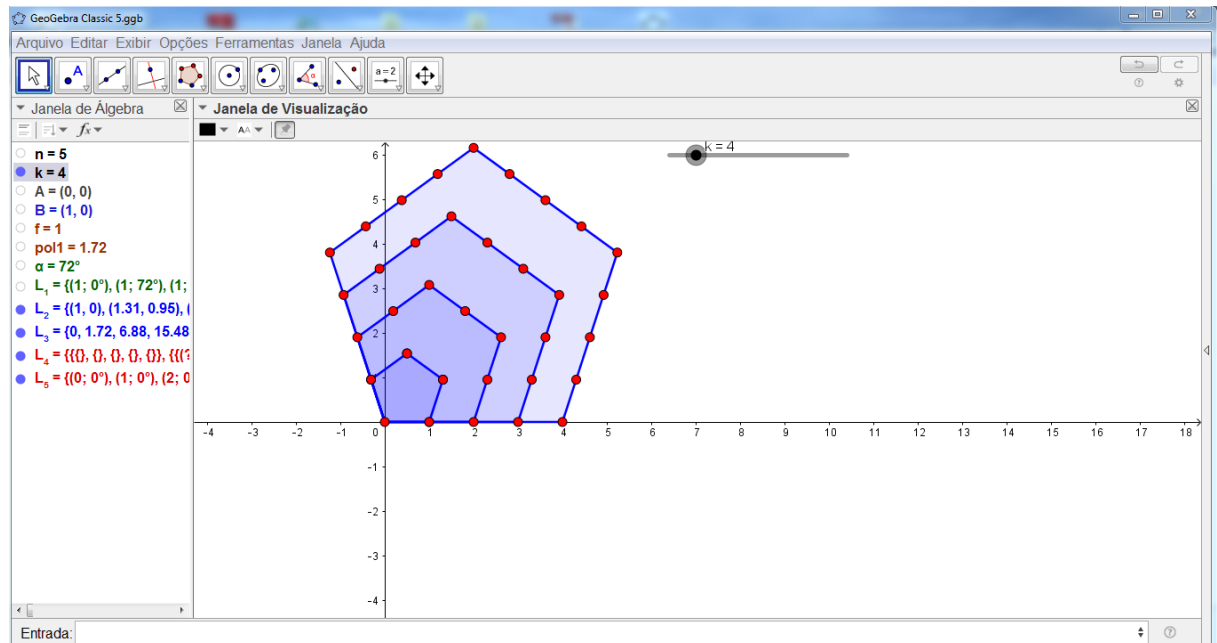 GeoGebra Classic 5.ggb
Arquivo Editar Exibir Opções Ferramentas Janela Ajuda
A
α
a=2
Janela de Álgebra
Janela de Visualização
fx
AA
n = 5
k = 4
A = (0, 0)
B = (1, 0)
f = 1
pol1 = 1.72
α = 72°
L₁ = {(1; 0°), (1; 72°), (1;
L₂ = {(1, 0), (1.31, 0.95), (
L₃ = {0, 1.72, 6.88, 15.48
L₄ = {{{}, {}, {}, {}, {}}, {{(?
L₅ = {(0; 0°), (1; 0°), (2; 0
k = 4
6
5
4
3
2
1
-4 -3 -2 -1 0 1 2 3 4 5 6 7 8 9 10 11 12 13 14 15 16 17 18
-1
-2
-3
-4
Entrada: